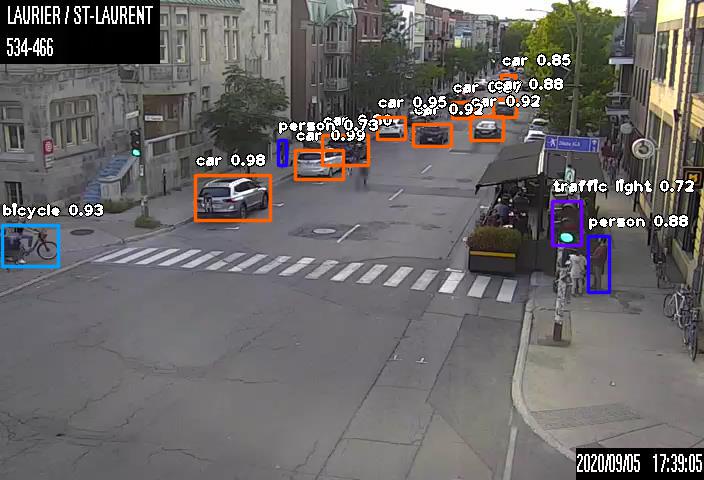 LAURIER / ST-LAURENT
534-466
car 0.85
car 0.88
car 0.95
car 0.92
car 0.92
person 0.73
car 0.99
car 0.98
traffic light 0.72
bicycle 0.93
person 0.88
2020/09/05 17:39:05